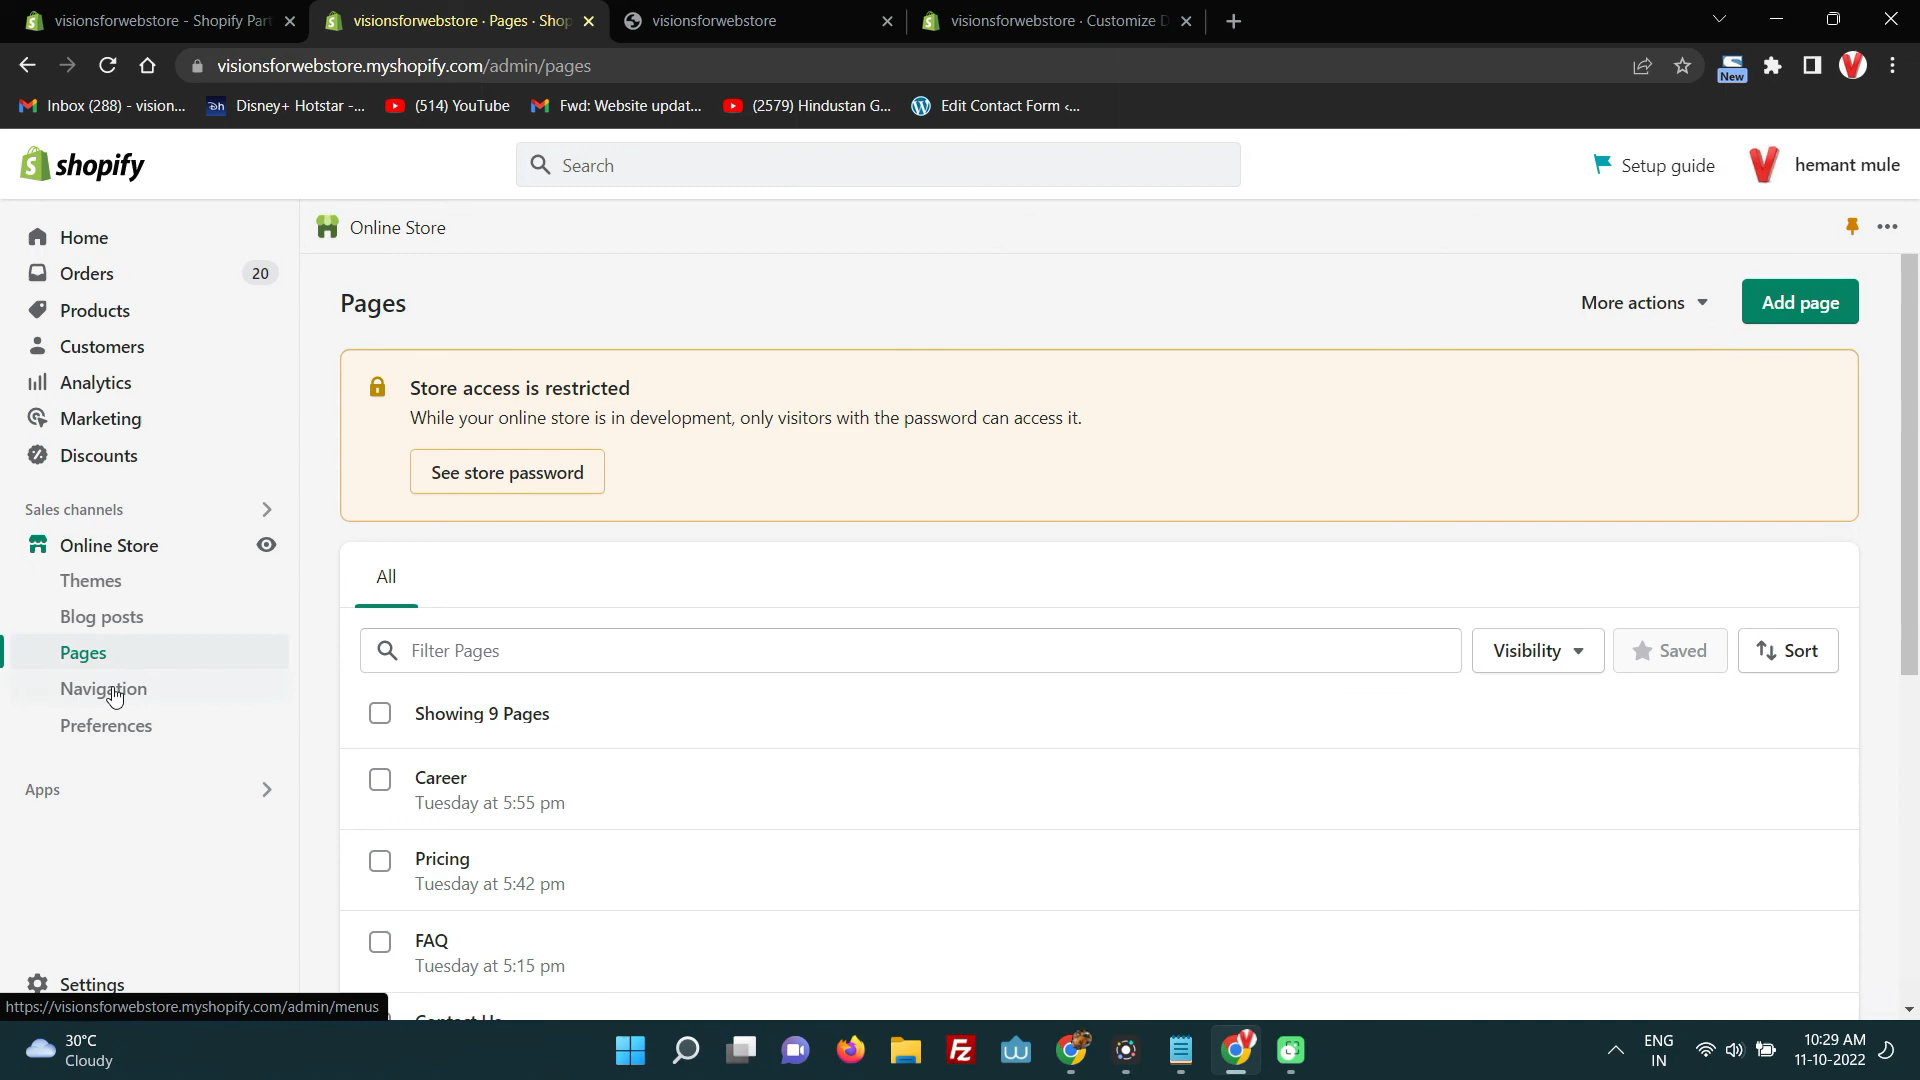 visionsforwebstore - Shopify Part
visionsforwebstore · Pages · Shop
visionsforwebstore
visionsforwebstore · Customize D
visionsforwebstore.myshopify.com/admin/pages
New
Inbox (288) - vision...
Disney+ Hotstar -...
(514) YouTube
Fwd: Website updat...
(2579) Hindustan G...
Edit Contact Form <...
shopify
Search
Setup guide
hemant mule
Home
Orders 20
Products
Customers
Analytics
Marketing
Discounts
Sales channels
Online Store
Themes
Blog posts
Pages
Navigation
Preferences
Apps
Settings
https://visionsforwebstore.myshopify.com/admin/menus
Online Store
Pages
More actions
Add page
Store access is restricted
While your online store is in development, only visitors with the password can access it.
See store password
All
Filter Pages
Visibility
Saved
Sort
Showing 9 Pages
Career
Tuesday at 5:55 pm
Pricing
Tuesday at 5:42 pm
FAQ
Tuesday at 5:15 pm
Contact Us
30°C
Cloudy
ENG
IN
10:29 AM
11-10-2022